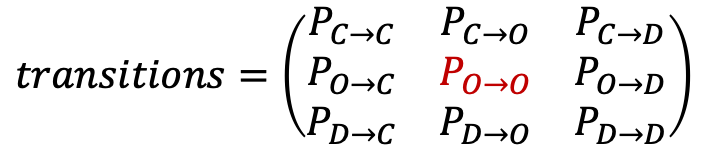 P_{C→C} P_{C→O} P_{C→D}
transitions = P_{O→C} P_{O→O} P_{O→D}
P_{D→C} P_{D→O} P_{D→D}